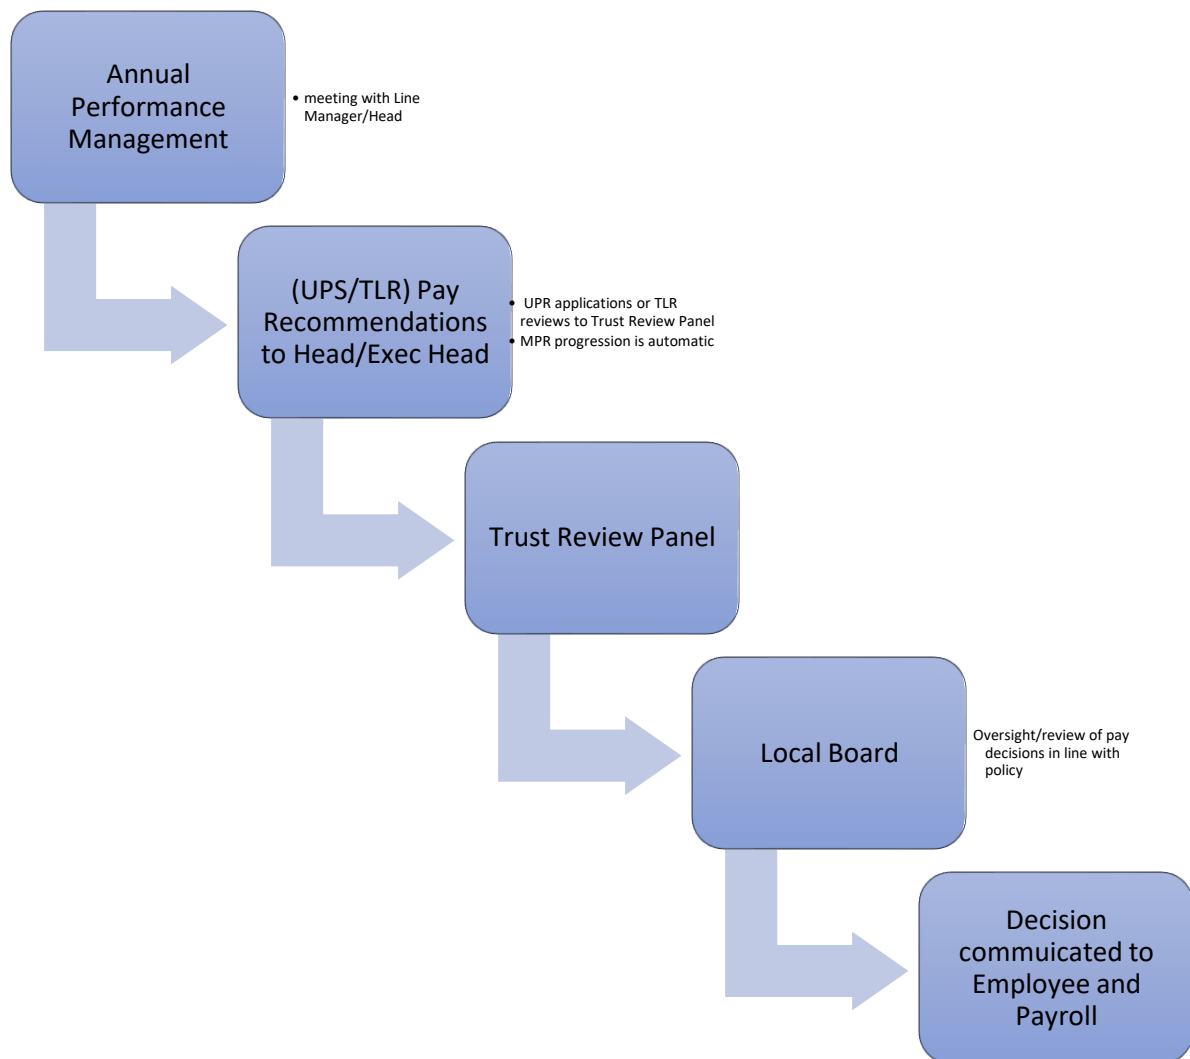 Annual
Performance
Management
• meeting with Line
Manager/Head
(UPS/TLR) Pay
Recommendations
to Head/Exec Head
• UPR applications or TLR
reviews to Trust Review Panel
• MPR progression is automatic
Trust Review Panel
Local Board
Oversight/review of pay
decisions in line with
policy
Decision
commuicated to
Employee and
Payroll